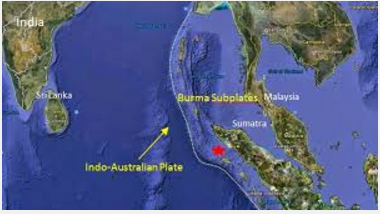 India
Sri Lanka
Burma Subplates
Malaysia
Sumatra
Indo-Australian Plate